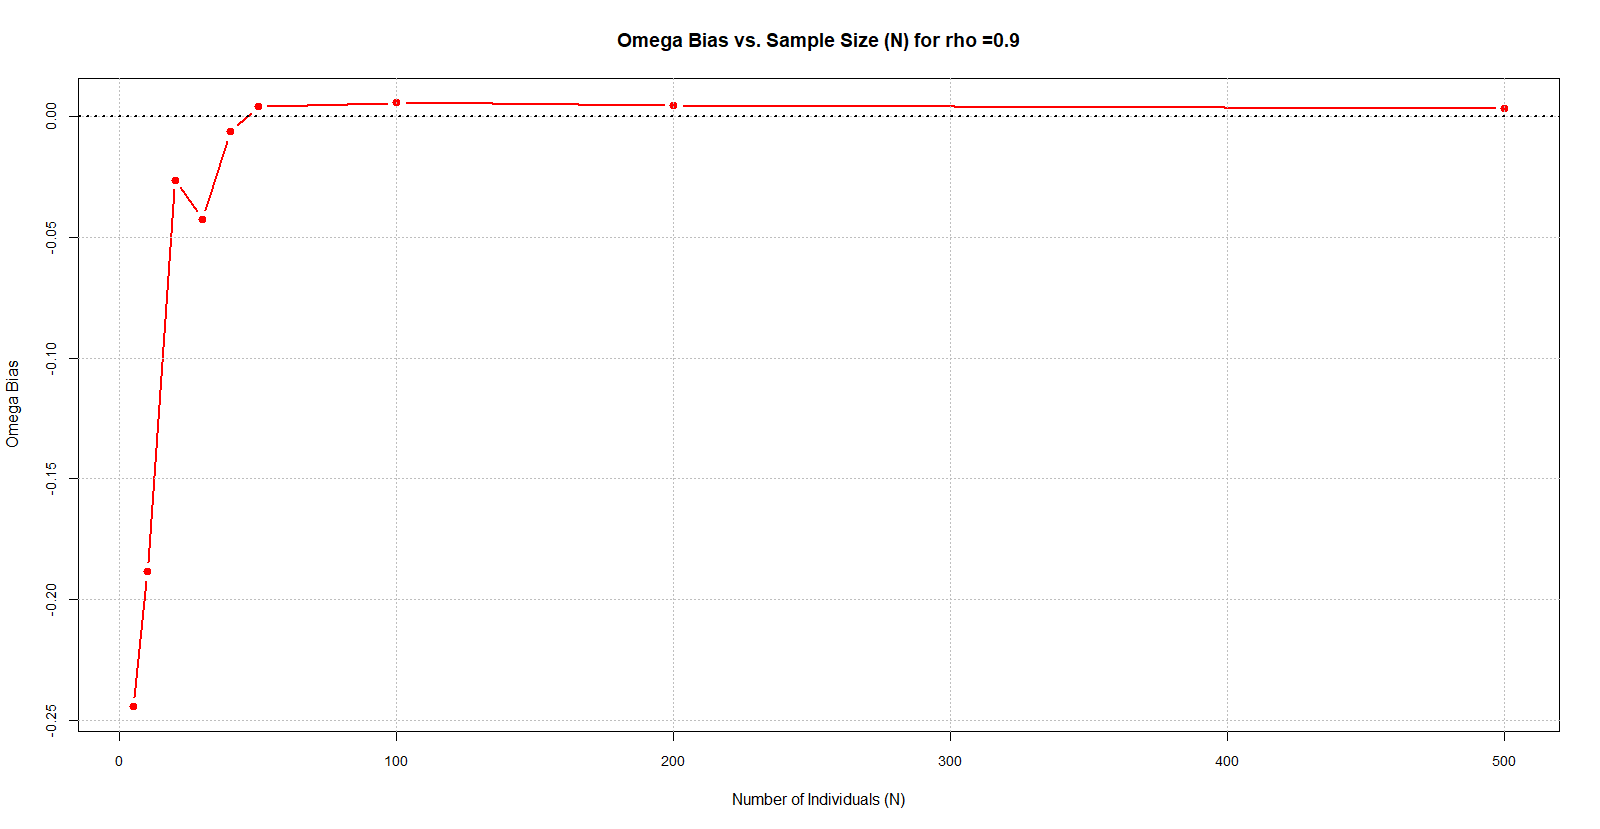 Omega Bias vs. Sample Size (N) for rho =0.9
Omega Bias
0.00
-0.05
-0.10
-0.15
-0.20
-0.25
0 100 200 300 400 500
Number of Individuals (N)